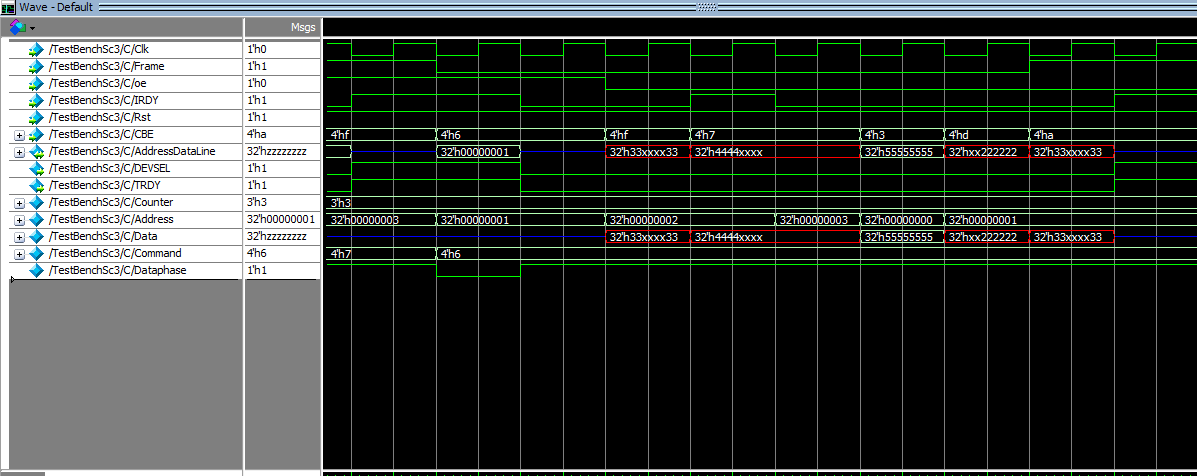 Wave - Default
Msgs
/TestBenchSc3/C/Clk 1'h0
/TestBenchSc3/C/Frame 1'h1
/TestBenchSc3/C/oe 1'h0
/TestBenchSc3/C/IRDY 1'h1
/TestBenchSc3/C/Rst 1'h1
/TestBenchSc3/C/CBE 4'ha 4'hf 4'h6 4'hf 4'h7 4'h3 4'hd 4'ha
/TestBenchSc3/C/AddressDataLine 32'hzzzzzzzz 32'h00000001 32'h33xxxx33 32'h4444xxxx 32'h55555555 32'hxx222222 32'h33xxxx33
/TestBenchSc3/C/DEVSEL 1'h1
/TestBenchSc3/C/TRDY 1'h1
/TestBenchSc3/C/Counter 3'h3 3'h3
/TestBenchSc3/C/Address 32'h00000001 32'h00000003 32'h00000001 32'h00000002 32'h00000003 32'h00000000 32'h00000001
/TestBenchSc3/C/Data 32'hzzzzzzzz 32'h33xxxx33 32'h4444xxxx 32'h55555555 32'hxx222222 32'h33xxxx33
/TestBenchSc3/C/Command 4'h6 4'h7 4'h6
/TestBenchSc3/C/Dataphase 1'h1